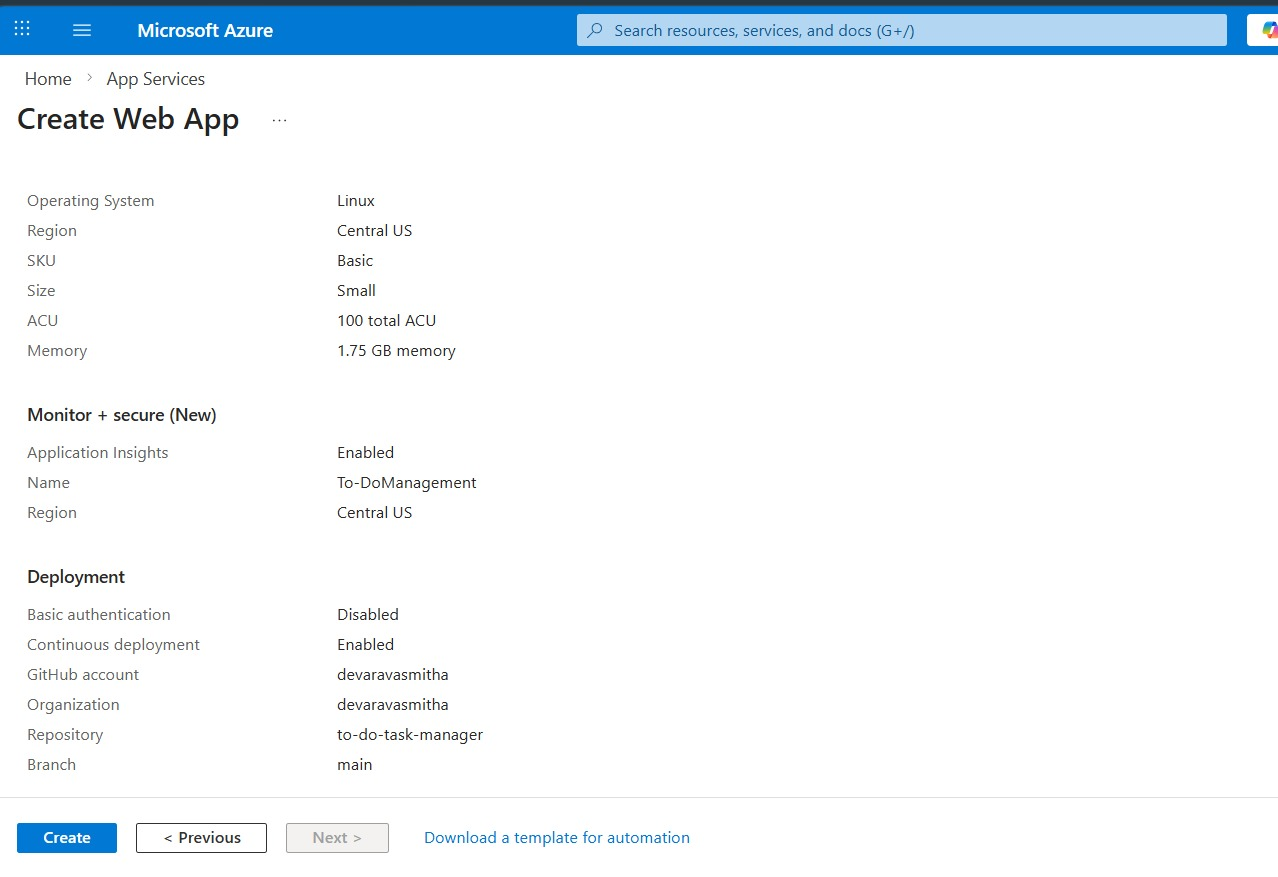 Microsoft Azure
Search resources, services, and docs (G+/)
Home > App Services
Create Web App ...
Operating System Linux
Region Central US
SKU Basic
Size Small
ACU 100 total ACU
Memory 1.75 GB memory
Monitor + secure (New)
Application Insights Enabled
Name To-DoManagement
Region Central US
Deployment
Basic authentication Disabled
Continuous deployment Enabled
GitHub account devaravasmitha
Organization devaravasmitha
Repository to-do-task-manager
Branch main
Create < Previous Next > Download a template for automation